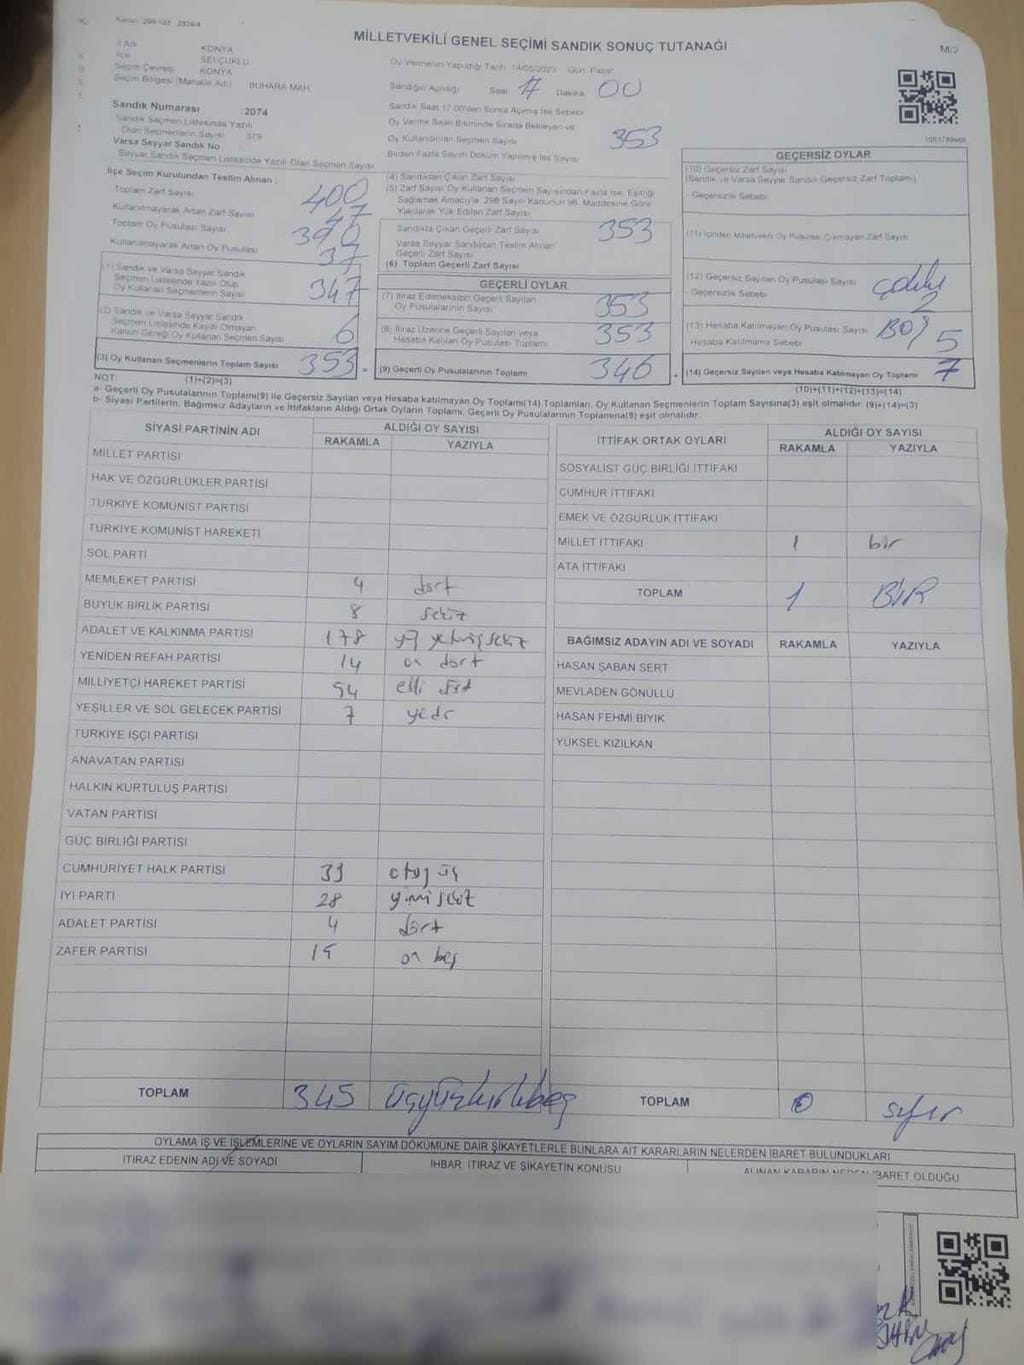 Kanun: 298/105 2839/4
MİLLETVEKİLİ GENEL SEÇİMİ SANDIK SONUÇ TUTANAĞI
M/2
İl Adı KONYA
İlçe SELÇUKLU
Seçim Çevresi KONYA
Seçim Bölgesi (Mahalle Adı) BUHARA MAH.
Sandık Numarası : 2074
Sandık Seçmen Listesinde Yazılı
Olan Seçmenlerin Sayısı 379
Varsa Seyyar Sandık No
Seyyar Sandık Seçmen Listesinde Yazılı Olan Seçmen Sayısı
Oy Vermenin Yapıldığı Tarih 14/05/2023 Gün: Pazar
Sandığın Açıldığı Saat 17 Dakika 00
Sandık Saat 17:00'den Sonra Açılmış İse Sebebi
Oy Verme Saati Bitiminde Sırada Bekleyen ve
Oy Kullandırılan Seçmen Sayısı 353
Birden Fazla Sayım Döküm Yapılmış İse Sayısı
İlçe Seçim Kurulundan Teslim Alınan ;
Toplam Zarf Sayısı 400
Kullanılmayarak Artan Zarf Sayısı 47
Toplam Oy Pusulası Sayısı 390
Kullanılmayarak Artan Oy Pusulası 37
(1) Sandık ve Varsa Seyyar Sandık
Seçmen Listesinde Yazılı Olup
Oy Kullanan Seçmenlerin Sayısı 347
(2) Sandık ve Varsa Seyyar Sandık
Seçmen Listesinde Kaydı Olmayan
Kanun Gereği Oy Kullanan Seçmen Sayısı 6
(3) Oy Kullanan Seçmenlerin Toplam Sayısı 353
(1)+(2)=(3)
(4) Sandıktan Çıkan Zarf Sayısı
(5) Zarf Sayısı Oy Kullanan Seçmen Sayısından Fazla İse, Eşitliği
Sağlamak Amacıyla, 298 Sayılı Kanunun 98. Maddesine Göre
Yakılarak Yok Edilen Zarf Sayısı
Sandıkta Çıkan Geçerli Zarf Sayısı 353
Varsa Seyyar Sandıktan Teslim Alınan
Geçerli Zarf Sayısı
(6) Toplam Geçerli Zarf Sayısı
GEÇERLİ OYLAR
(7) İtiraz Edilmeksizin Geçerli Sayılan
Oy Pusulalarının Sayısı 353
(8) İtiraz Üzerine Geçerli Sayılan veya
Hesaba Katılan Oy Pusulası Toplamı 353
(9) Geçerli Oy Pusulalarının Toplamı 346
GEÇERSİZ OYLAR
(10) Geçersiz Zarf Sayısı
(Sandık ve Varsa Seyyar Sandık Geçersiz Zarf Toplamı)
Geçersizlik Sebebi
(11) İçinden Milletvekili Oy Pusulası Çıkmayan Zarf Sayısı
(12) Geçersiz Sayılan Oy Pusulası Sayısı
Geçersizlik Sebebi 2
(13) Hesaba Katılmayan Oy Pusulası Sayısı BOŞ
Hesaba Katılmama Sebebi 5
(14) Geçersiz Sayılan veya Hesaba Katılmayan Oy Toplamı 7
(10)+(11)+(12)+(13)=(14)
NOT:
a- Geçerli Oy Pusulalarının Toplamı(9) ile Geçersiz Sayılan veya Hesaba katılmayan Oy Toplamı(14) Toplamları, Oy Kullanan Seçmenlerin Toplam Sayısına(3) eşit olmalıdır. (9)+(14)=(3)
b- Siyasi Partilerin, Bağımsız Adayların ve İttifakların Aldığı Ortak Oyların Toplamı, Geçerli Oy Pusulalarının Toplamına(9) eşit olmalıdır.
SİYASİ PARTİNİN ADI ALDIĞI OY SAYISI
RAKAMLA YAZIYLA
MİLLET PARTİSİ
HAK VE ÖZGÜRLÜKLER PARTİSİ
TÜRKİYE KOMÜNİST PARTİSİ
TÜRKİYE KOMÜNİST HAREKETİ
SOL PARTİ
MEMLEKET PARTİSİ 4 dört
BÜYÜK BİRLİK PARTİSİ 8 sekiz
ADALET VE KALKINMA PARTİSİ 178 yüz yetmiş sekiz
YENİDEN REFAH PARTİSİ 14 on dört
MİLLİYETÇİ HAREKET PARTİSİ 54 elli dört
YEŞİLLER VE SOL GELECEK PARTİSİ 7 yedi
TÜRKİYE İŞÇİ PARTİSİ
ANAVATAN PARTİSİ
HALKIN KURTULUŞ PARTİSİ
VATAN PARTİSİ
GÜÇ BİRLİĞİ PARTİSİ
CUMHURİYET HALK PARTİSİ 33 otuz üç
İYİ PARTİ 28 yirmi sekiz
ADALET PARTİSİ 4 dört
ZAFER PARTİSİ 15 on beş
TOPLAM 345 üçyüzkırkbeş
İTTİFAK ORTAK OYLARI ALDIĞI OY SAYISI
RAKAMLA YAZIYLA
SOSYALİST GÜÇ BİRLİĞİ İTTİFAKI
CUMHUR İTTİFAKI
EMEK VE ÖZGÜRLÜK İTTİFAKI
MİLLET İTTİFAKI 1 bir
ATA İTTİFAKI
TOPLAM 1 BİR
BAĞIMSIZ ADAYIN ADI VE SOYADI RAKAMLA YAZIYLA
HASAN ŞABAN SERT
MEVLADEN GÖNÜLLÜ
HASAN FEHMİ BIYIK
YÜKSEL KIZILKAN
TOPLAM 0 sıfır
OYLAMA İŞ VE İŞLEMLERİNE VE OYLARIN SAYIM DÖKÜMÜNE DAİR ŞİKAYETLERLE BUNLARA AİT KARARLARIN NELERDEN İBARET BULUNDUKLARI
İTİRAZ EDENİN ADI VE SOYADI İHBAR, İTİRAZ VE ŞİKAYETİN KONUSU ALINAN KARARIN NEDEN İBARET OLDUĞU